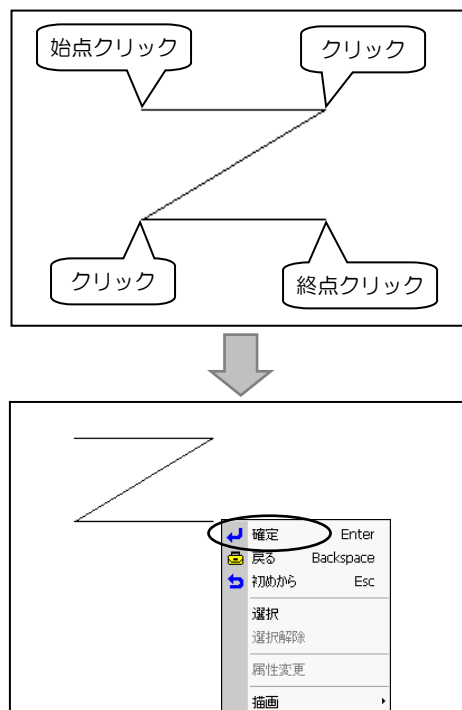 始点クリック
クリック
クリック
終点クリック
確定 Enter
戻る Backspace
初めから Esc
選択
選択解除
属性変更
描画